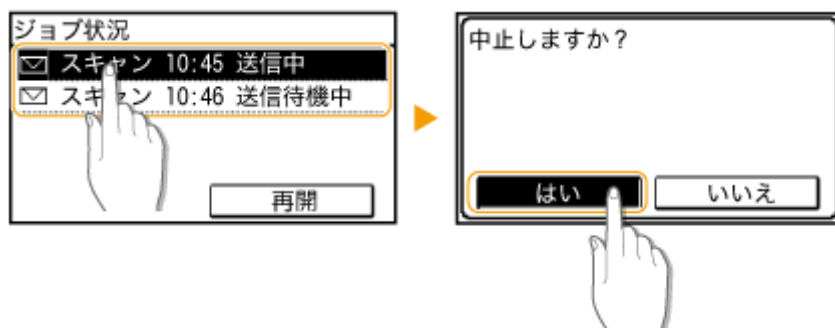 ジョブ状況
スキャン 10:45 送信中
スキャン 10:46 送信待機中
再開
中止しますか？
はい
いいえ